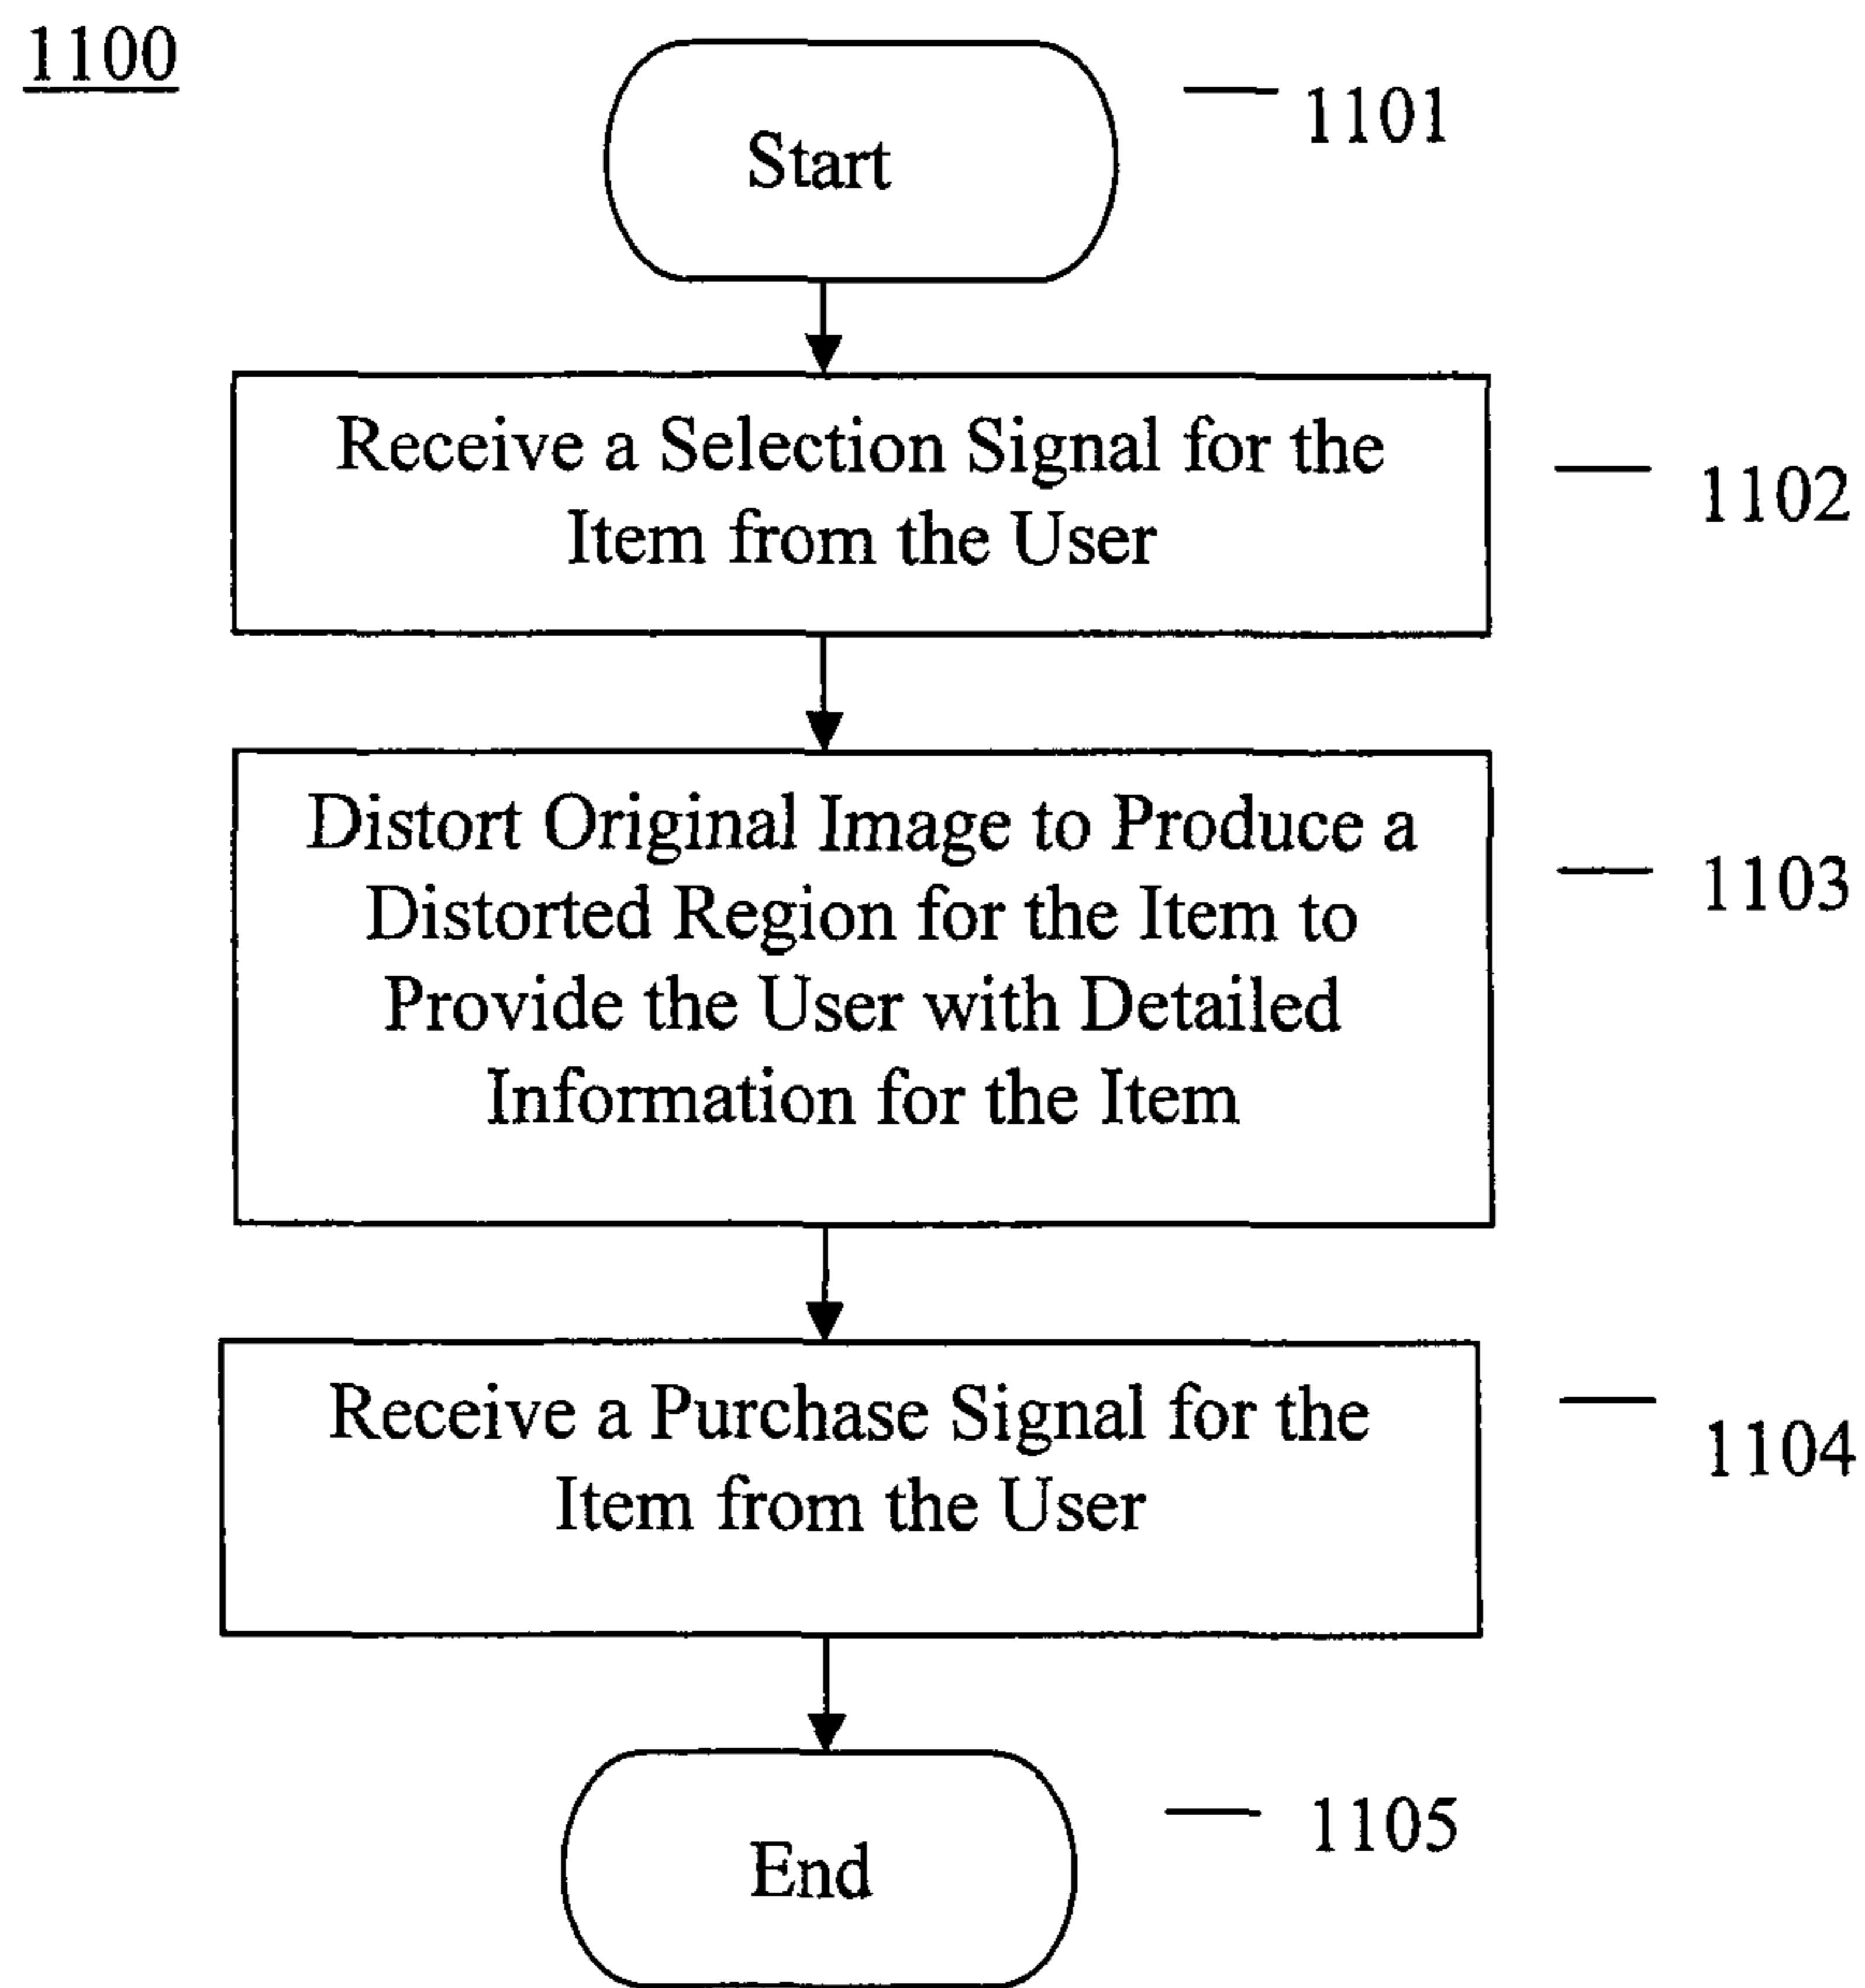 1100
Start
1101
Receive a Selection Signal for the
Item from the User
1102
Distort Original Image to Produce a
Distorted Region for the Item to
Provide the User with Detailed
Information for the Item
1103
Receive a Purchase Signal for the
Item from the User
1104
End
1105